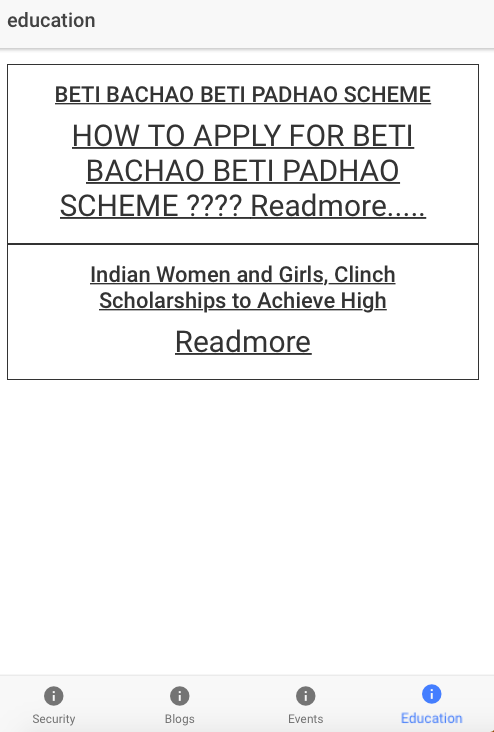 education
BETI BACHAO BETI PADHAO SCHEME
HOW TO APPLY FOR BETI
BACHAO BETI PADHAO
SCHEME ???? Readmore.....
Indian Women and Girls, Clinch
Scholarships to Achieve High
Readmore
Security
Blogs
Events
Education